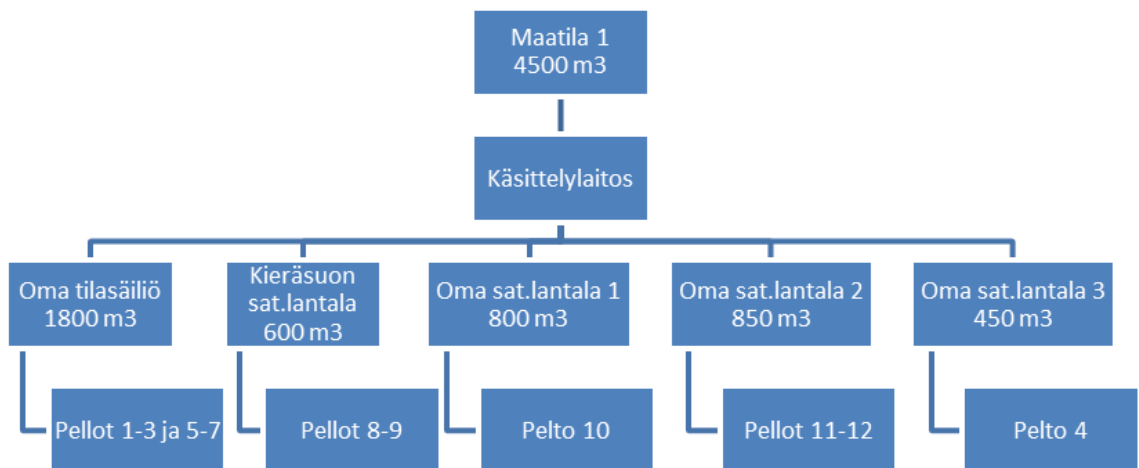 Maatila 1
4500 m3
Käsittelylaitos
Oma tilasäiliö
1800 m3
Kieräsuon
sat.lantala
600 m3
Oma sat.lantala 1
800 m3
Oma sat.lantala 2
850 m3
Oma sat.lantala 3
450 m3
Pellot 1-3 ja 5-7
Pellot 8-9
Pelto 10
Pellot 11-12
Pelto 4